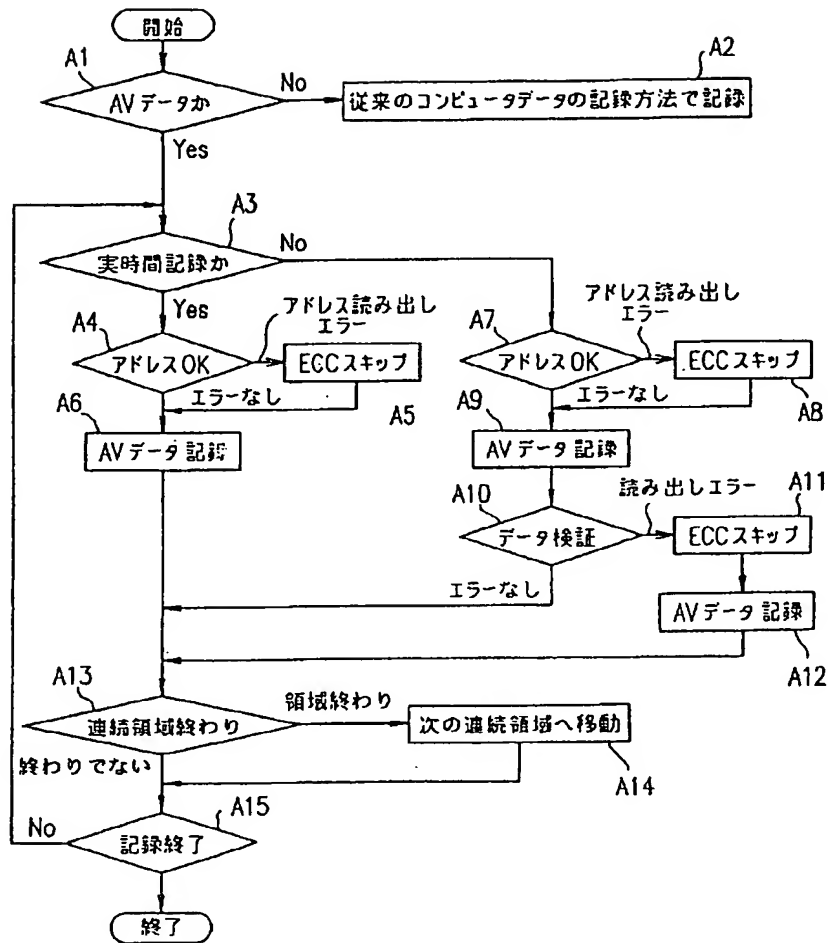 開始
A1
AVデータか
No
A2
従来のコンピュータデータの記録方法で記録
Yes
A3
実時間記録か
No
Yes
A4
アドレスOK
アドレス読み出し
エラー
ECCスキップ
A5
エラーなし
A6
AVデータ記録
A7
アドレスOK
アドレス読み出し
エラー
ECCスキップ
A8
エラーなし
A9
AVデータ記録
A10
データ検証
読み出しエラー
A11
ECCスキップ
エラーなし
AVデータ記録
A12
A13
連続領域終わり
領域終わり
次の連続領域へ移動
A14
終わりでない
A15
記録終了
No
終了